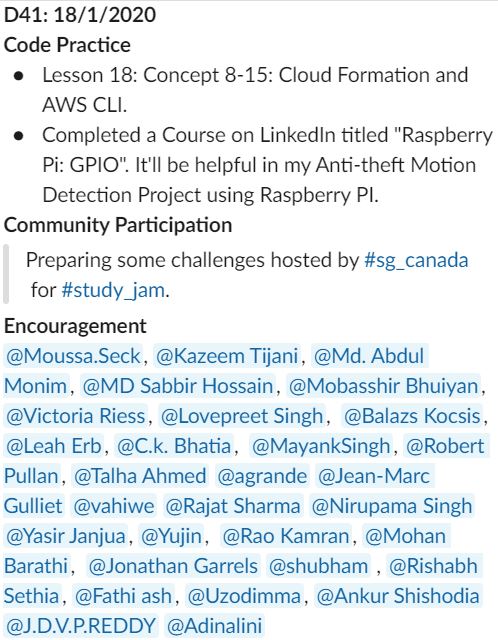 D41: 18/1/2020
Code Practice
● Lesson 18: Concept 8-15: Cloud Formation and
AWS CLI.
● Completed a Course on LinkedIn titled "Raspberry
Pi: GPIO". It'll be helpful in my Anti-theft Motion
Detection Project using Raspberry PI.
Community Participation
Preparing some challenges hosted by #sg_canada
for #study_jam.
Encouragement
@Moussa.Seck, @Kazeem Tijani, @Md. Abdul
Monim, @MD Sabbir Hossain, @Mobasshir Bhuiyan,
@Victoria Riess, @Lovepreet Singh, @Balazs Kocsis,
@Leah Erb, @C.k. Bhatia, @MayankSingh, @Robert
Pullan, @Talha Ahmed @agrande @Jean-Marc
Gulliet @vahiwe @Rajat Sharma @Nirupama Singh
@Yasir Janjua, @Yujin, @Rao Kamran, @Mohan
Barathi, @Jonathan Garrels @shubham , @Rishabh
Sethia, @Fathi ash, @Uzodimma, @Ankur Shishodia
@J.D.V.P.REDDY @Adinalini